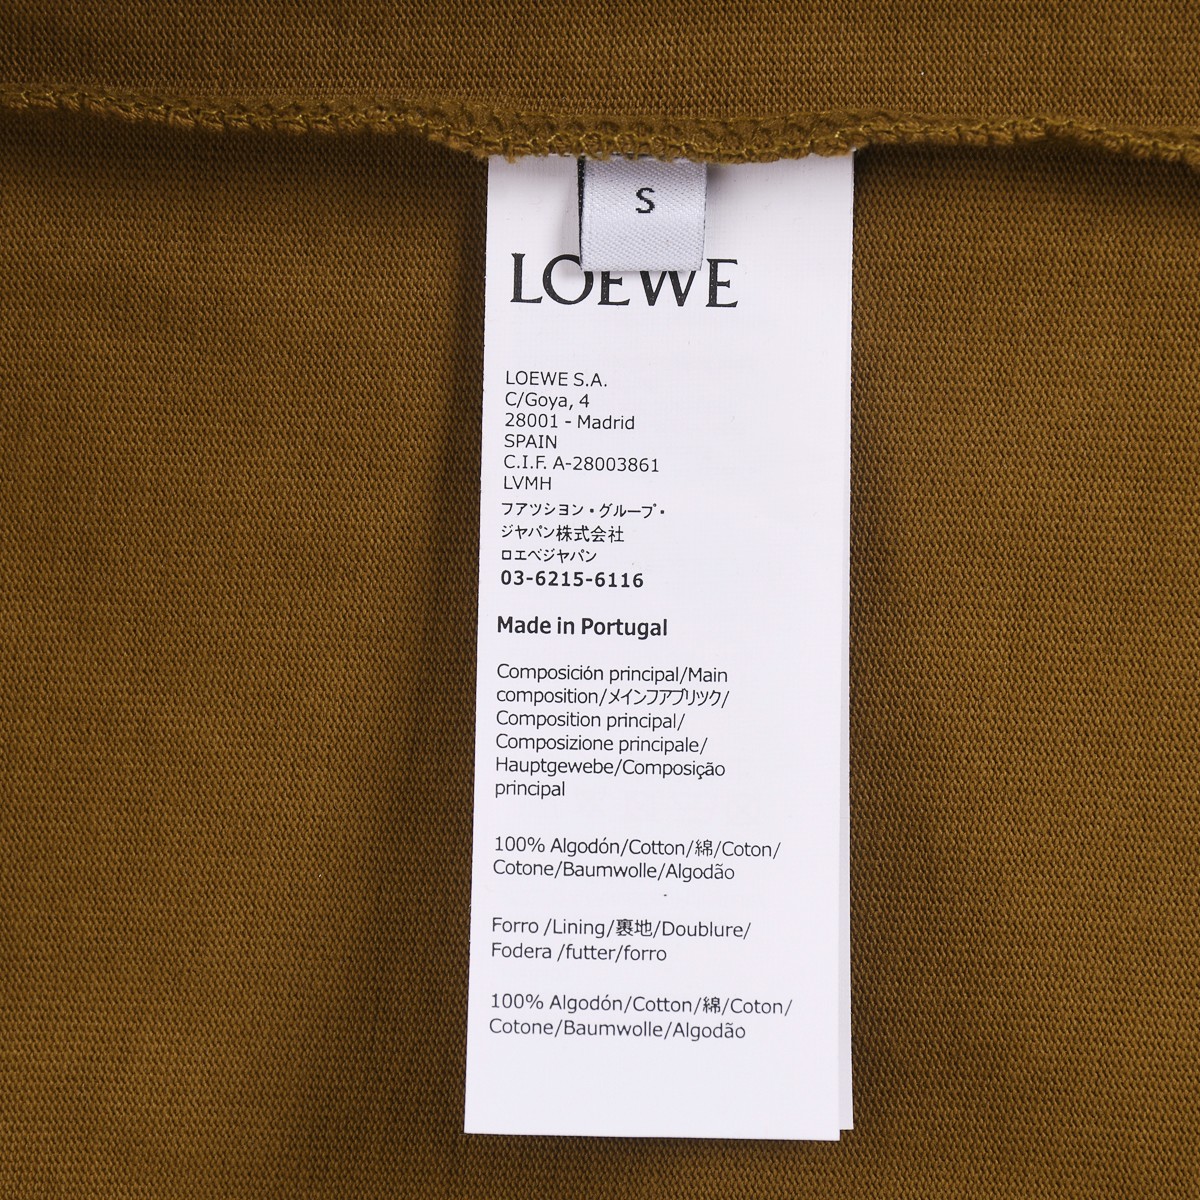 S
LOEWE
LOEWE S.A.
C/Goya, 4
28001 - Madrid
SPAIN
C.I.F. A-28003861
LVMH
フアツシヨン・グループ・
ジヤパン株式会社
ロエベジヤパン
03-6215-6116
Made in Portugal
Composición principal/Main
composition/メインフアブリツク/
Composition principal/
Composizione principale/
Hauptgewebe/Composição
principal
100% Algodón/Cotton/綿/Coton/
Cotone/Baumwolle/Algodão
Forro /Lining/裏地/Doublure/
Fodera /futter/forro
100% Algodón/Cotton/綿/Coton/
Cotone/Baumwolle/Algodão